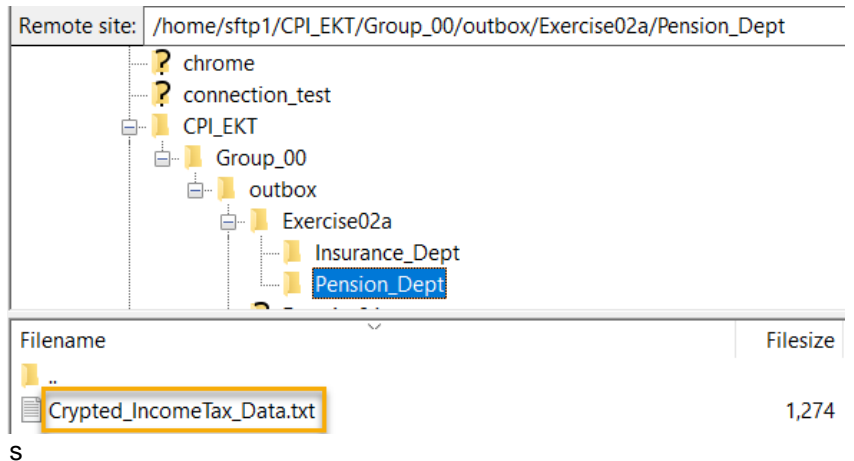 Remote site: /home/sftp1/CPI_EKT/Group_00/outbox/Exercise02a/Pension_Dept
? chrome
? connection_test
CPI_EKT
Group_00
outbox
Exercise02a
Insurance_Dept
Pension_Dept
Filename Filesize
..
Crypted_IncomeTax_Data.txt 1,274
s